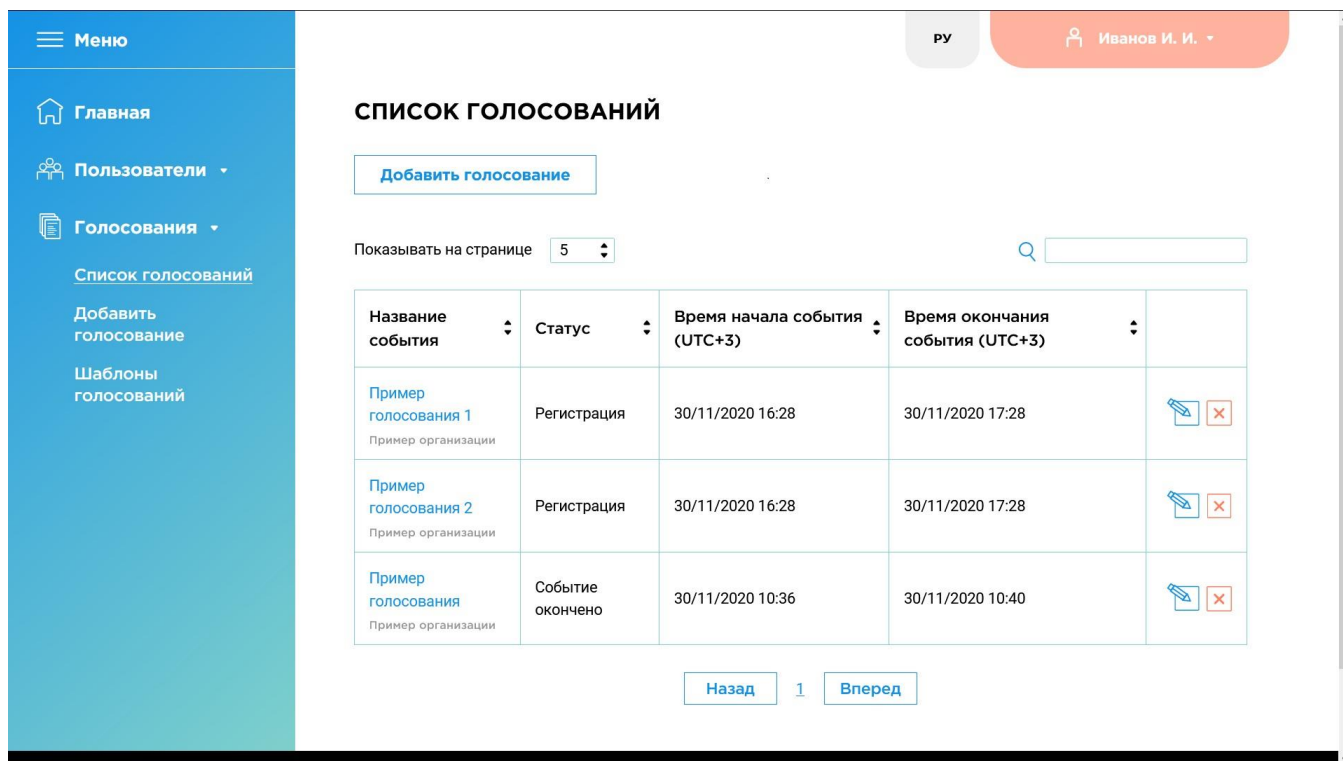 Меню
РУ
Иванов И. И.
Главная
Пользователи
Голосования
Список голосований
Добавить
голосование
Шаблоны
голосований
СПИСОК ГОЛОСОВАНИЙ
Добавить голосование
Показывать на странице 5
Название
события
Статус
Время начала события
(UTC+3)
Время окончания
события (UTC+3)
Пример
голосования 1
Пример организации
Регистрация
30/11/2020 16:28
30/11/2020 17:28
Пример
голосования 2
Пример организации
Регистрация
30/11/2020 16:28
30/11/2020 17:28
Пример
голосования
Пример организации
Событие
окончено
30/11/2020 10:36
30/11/2020 10:40
Назад 1 Вперед